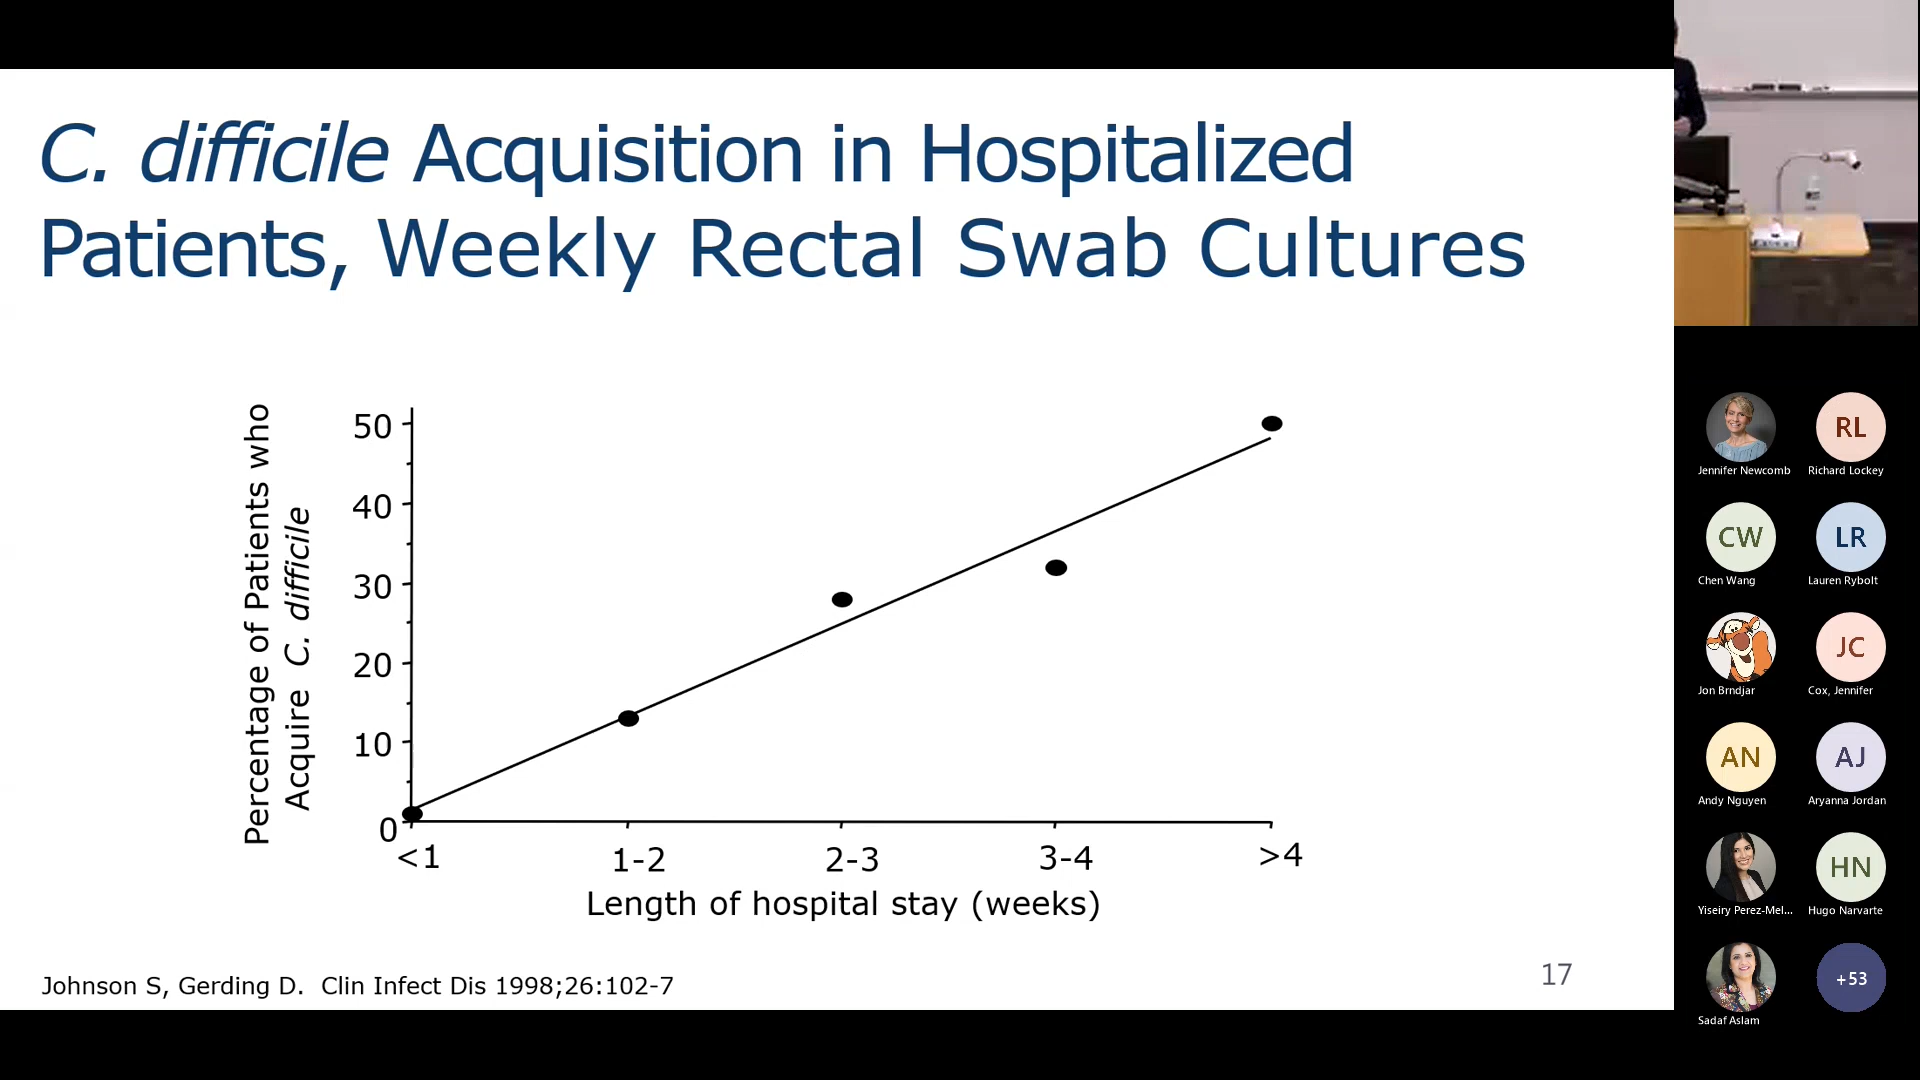 C. difficile Acquisition in Hospitalized
Patients, Weekly Rectal Swab Cultures
Percentage of Patients who
Acquire C. difficile
50
40
30
20
10
0
<1
1-2
2-3
3-4
>4
Length of hospital stay (weeks)
Johnson S, Gerding D. Clin Infect Dis 1998;26:102-7
17
RL
Jennifer Newcomb
Richard Lockey
CW
LR
Chen Wang
Lauren Rybolt
JC
Jon Brndjar
Cox, Jennifer
AN
AJ
Andy Nguyen
Aryanna Jordan
HN
Yiseiry Perez-Mel...
Hugo Narvarte
+53
Sadaf Aslam